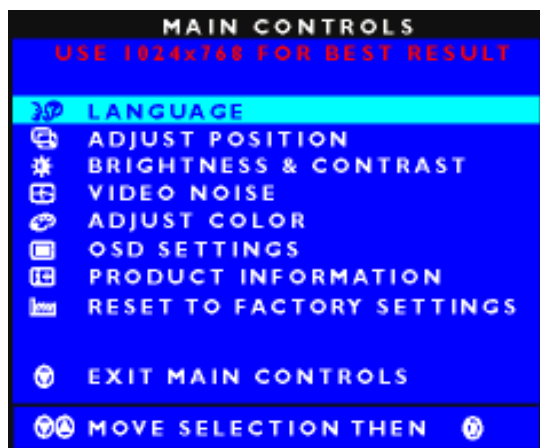 MAIN CONTROLS
USE 1024x768 FOR BEST RESULT
LANGUAGE
ADJUST POSITION
BRIGHTNESS & CONTRAST
VIDEO NOISE
ADJUST COLOR
OSD SETTINGS
PRODUCT INFORMATION
RESET TO FACTORY SETTINGS
EXIT MAIN CONTROLS
MOVE SELECTION THEN